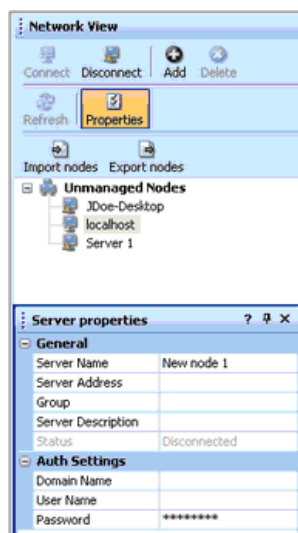 Network View
Connect Disconnect Add Delete
Refresh Properties
Import nodes Export nodes
Unmanaged Nodes
JDoe-Desktop
localhost
Server 1
Server properties ? X
General
Server Name New node 1
Server Address
Group
Server Description
Status Disconnected
Auth Settings
Domain Name
User Name
Password ********